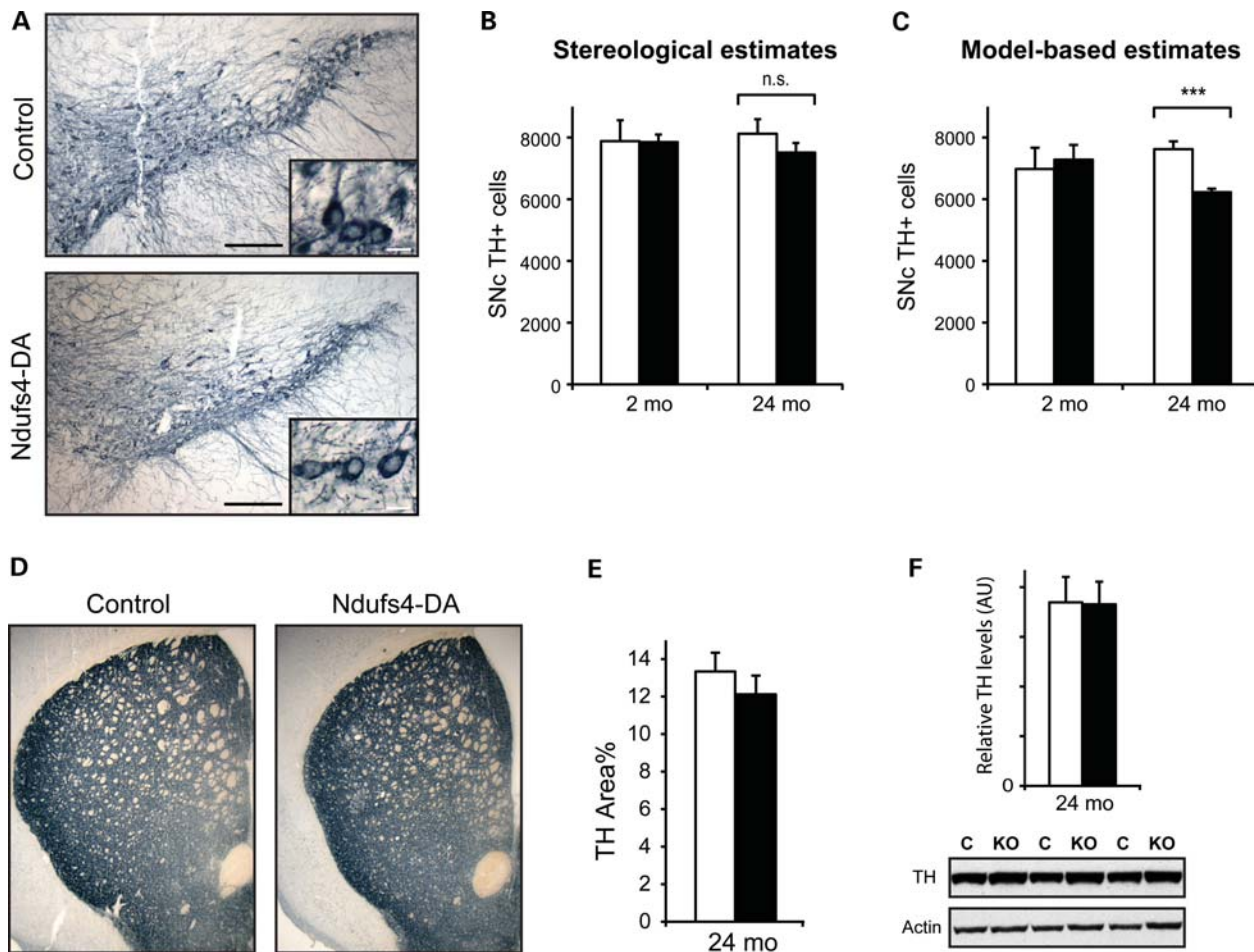 A
Control
Ndufs4-DA
B
Stereological estimates
n.s.
SNc TH+ cells
8000
6000
4000
2000
0
2 mo
24 mo
C
Model-based estimates
***
SNc TH+ cells
8000
6000
4000
2000
0
2 mo
24 mo
D
Control
Ndufs4-DA
E
TH Area%
14
12
10
8
6
4
2
0
24 mo
F
Relative TH levels (AU)
0
24 mo
C KO C KO C KO
TH
Actin